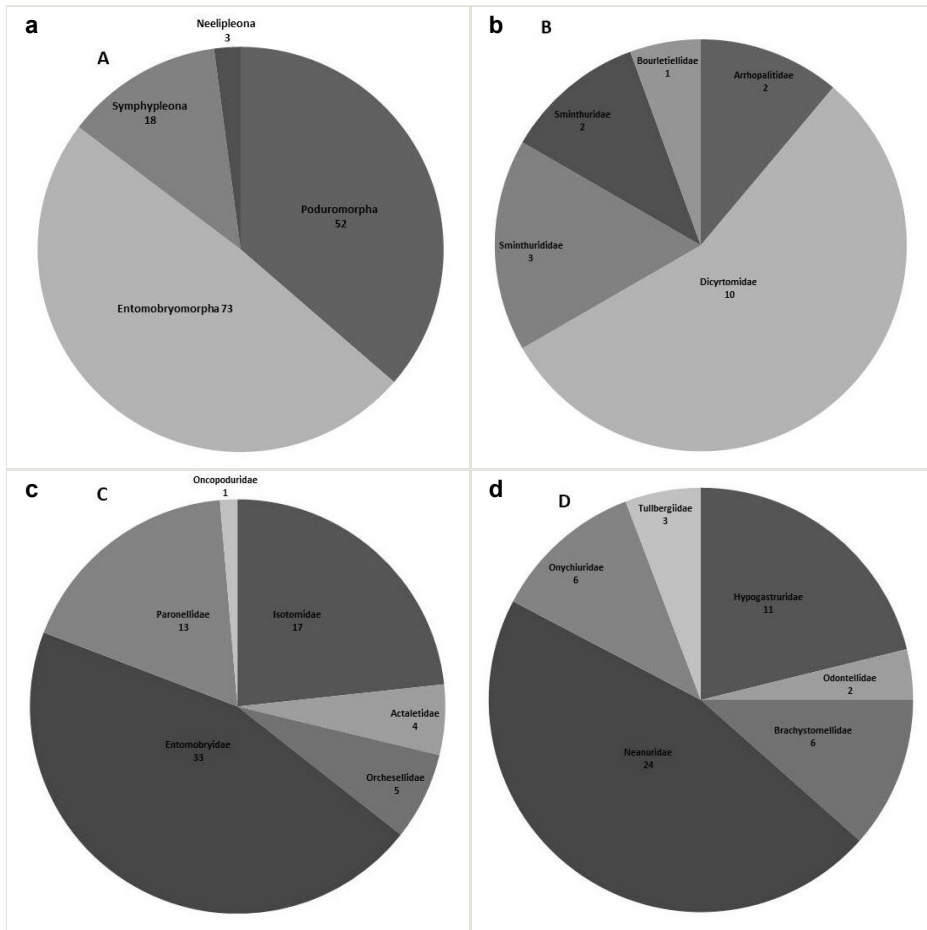 a
A
Neelipleona
3
Symphypleona
18
Poduromorpha
52
Entomobryomorpha 73
b
B
Bourletiellidae
1
Arrhopalitidae
2
Sminthuridae
2
Sminthurididae
3
Dicyrtomidae
10
c
C
Oncopoduridae
1
Paronellidae
13
Isotomidae
17
Actaletidae
4
Entomobryidae
33
Orchesellidae
5
d
D
Tullbergiidae
3
Onychiuridae
6
Hypogastruridae
11
Odontellidae
2
Brachystomellidae
6
Neanuridae
24